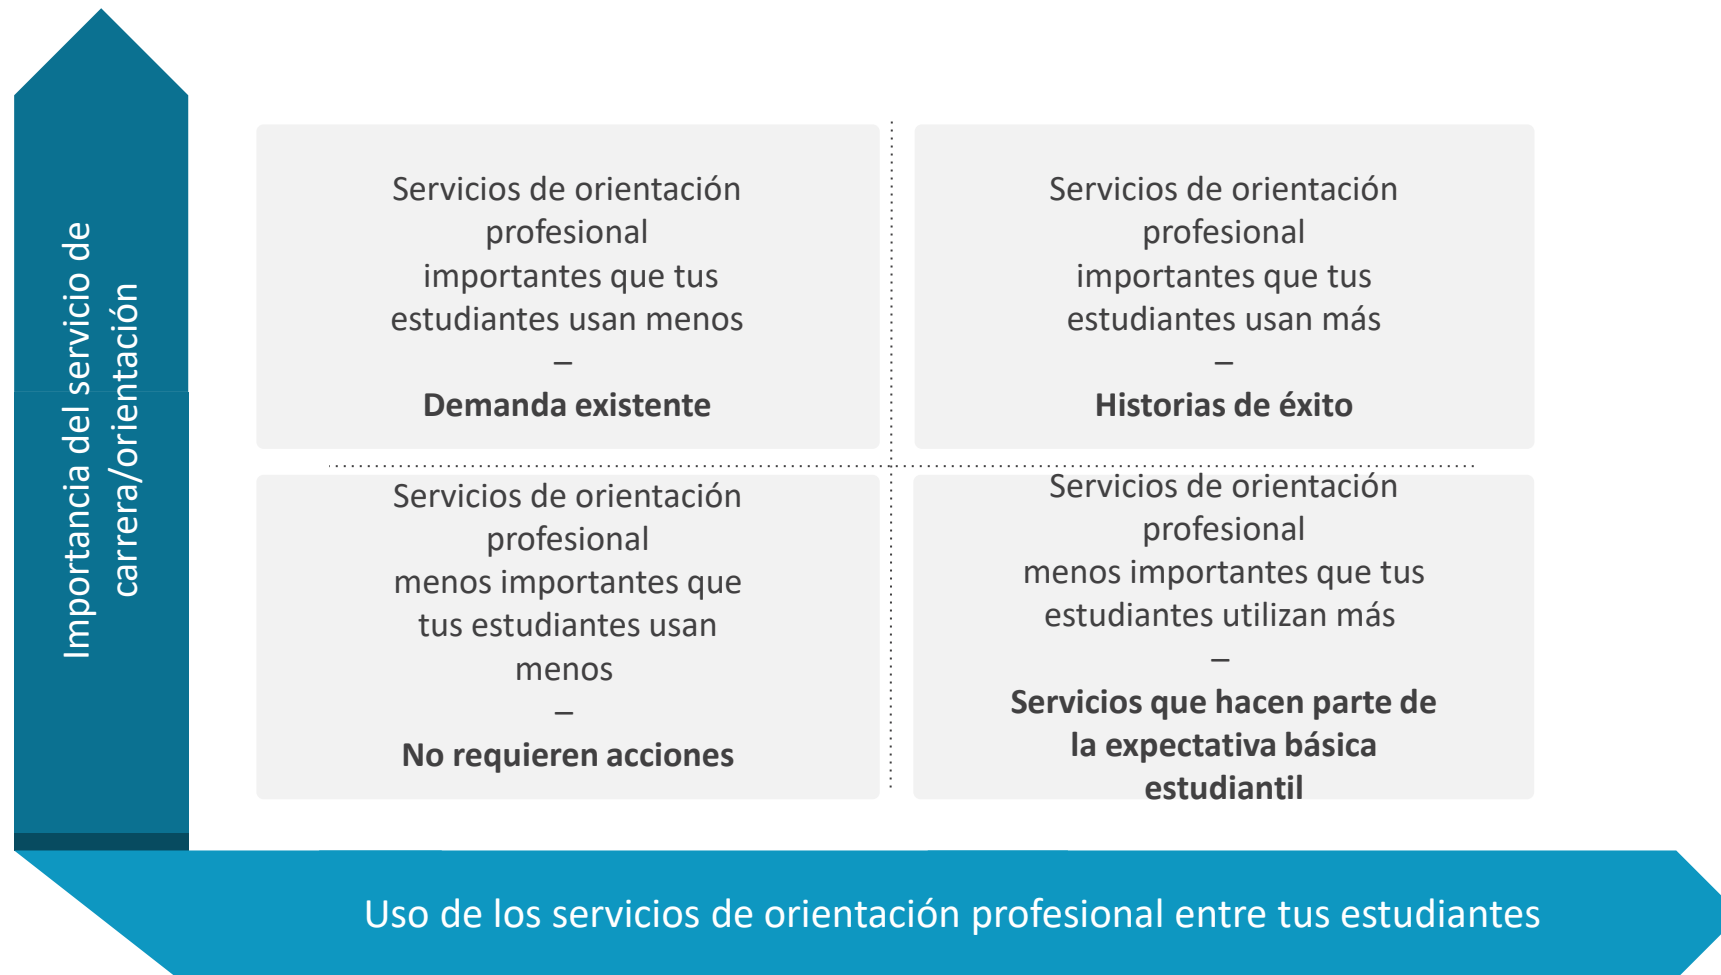 Importancia del servicio de
carrera/orientación
Servicios de orientación
profesional
importantes que tus
estudiantes usan menos
–
Demanda existente
Servicios de orientación
profesional
importantes que tus
estudiantes usan más
–
Historias de éxito
Servicios de orientación
profesional
menos importantes que
tus estudiantes usan
menos
–
No requieren acciones
Servicios de orientación
profesional
menos importantes que tus
estudiantes utilizan más
–
Servicios que hacen parte de
la expectativa básica
estudiantil
Uso de los servicios de orientación profesional entre tus estudiantes